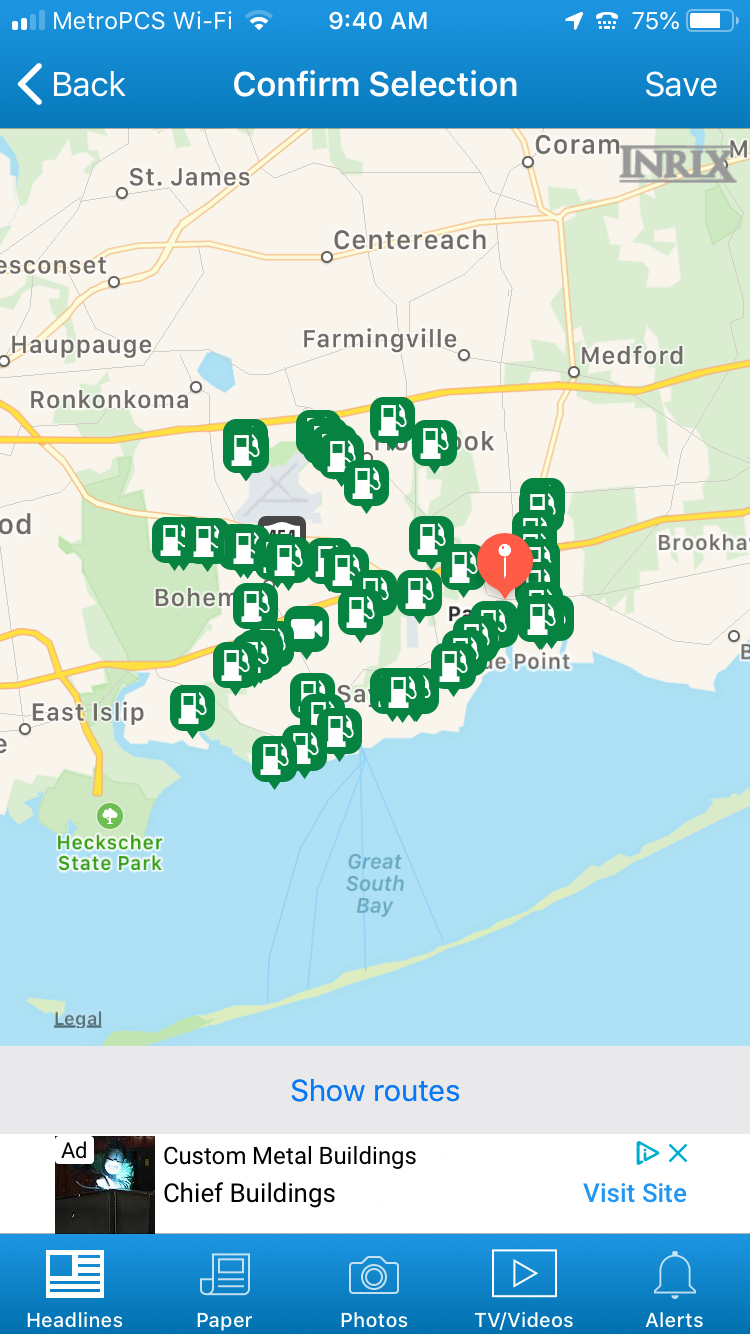 MetroPCS Wi-Fi 9:40 AM 75%
Back Confirm Selection Save
Coram
INRIX
St. James
Centereach
esconset
Hauppauge
Farmingville
Medford
Ronkonkoma
ook
od
Brookha
Bohem
Pa
ue Point
Sa
East Islip
e
Heckscher
State Park
Great
South
Bay
Legal
Show routes
Ad
Custom Metal Buildings
Chief Buildings
Visit Site
Headlines Paper Photos TV/Videos Alerts